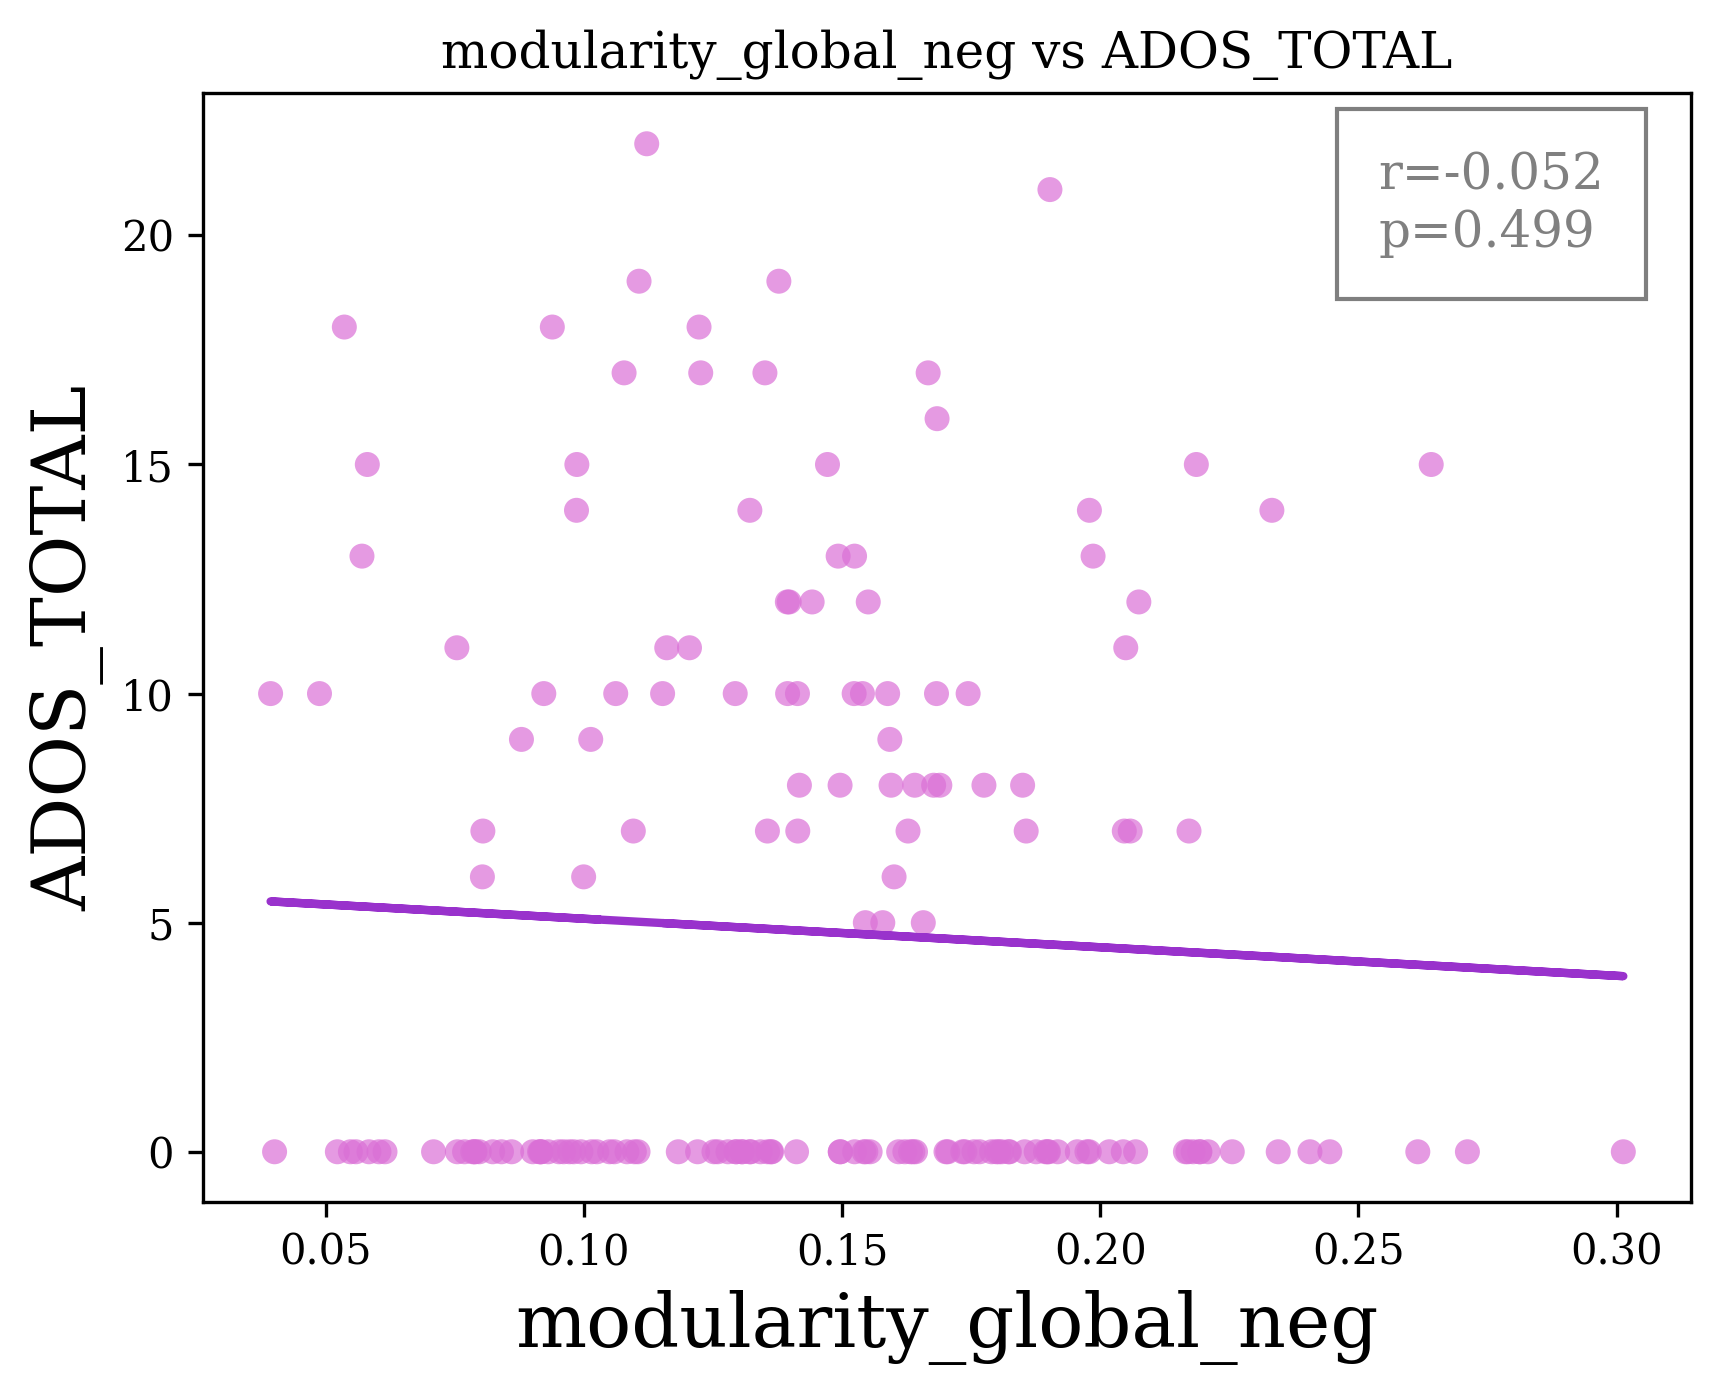 modularity_global_neg vs ADOS_TOTAL
r=-0.052
p=0.499
ADOS_TOTAL
20
15
10
5
0
0.05 0.10 0.15 0.20 0.25 0.30
modularity_global_neg